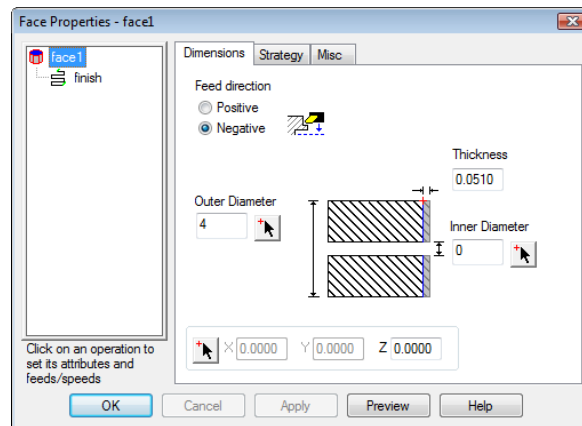 Face Properties - face1
face1
finish
Click on an operation to
set its attributes and
feeds/speeds
Dimensions
Strategy
Misc
Feed direction
Positive
Negative
Thickness
0.0510
Outer Diameter
4
Inner Diameter
0
X 0.0000 Y 0.0000 Z 0.0000
OK
Cancel
Apply
Preview
Help